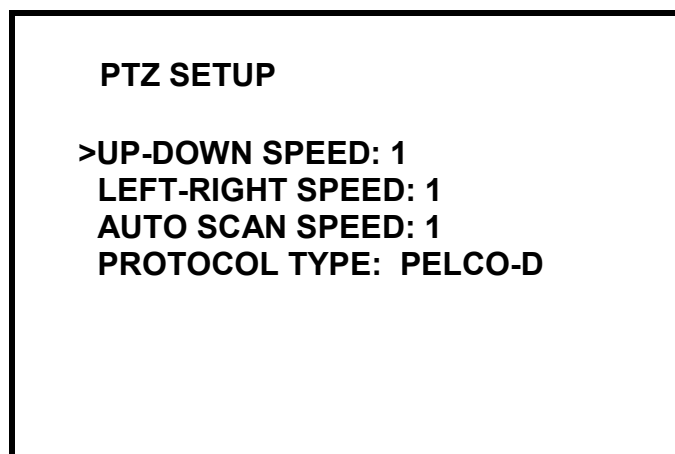 PTZ SETUP
>UP-DOWN SPEED: 1
LEFT-RIGHT SPEED: 1
AUTO SCAN SPEED: 1
PROTOCOL TYPE:  PELCO-D